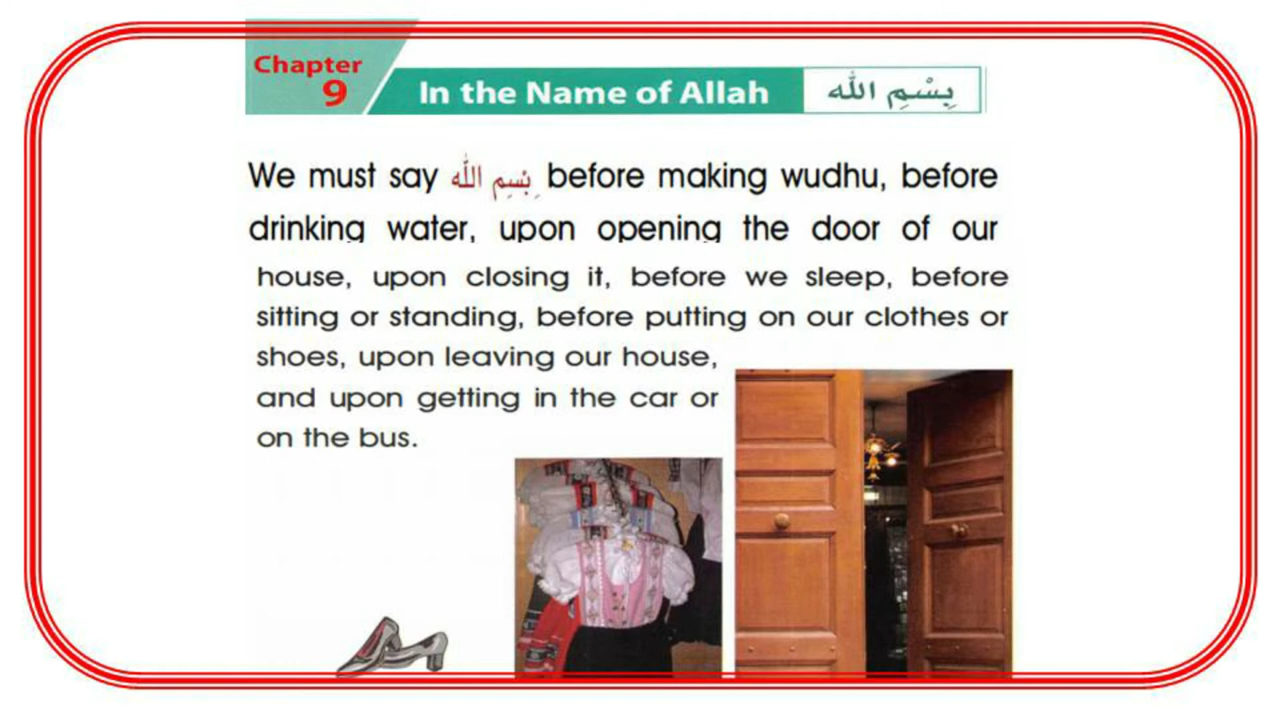 Chapter
9
In the Name of Allah
بِسْمِ اللّٰه
We must say بِسْمِ اللّٰه before making wudhu, before
drinking water, upon opening the door of our
house, upon closing it, before we sleep, before
sitting or standing, before putting on our clothes or
shoes, upon leaving our house,
and upon getting in the car or
on the bus.